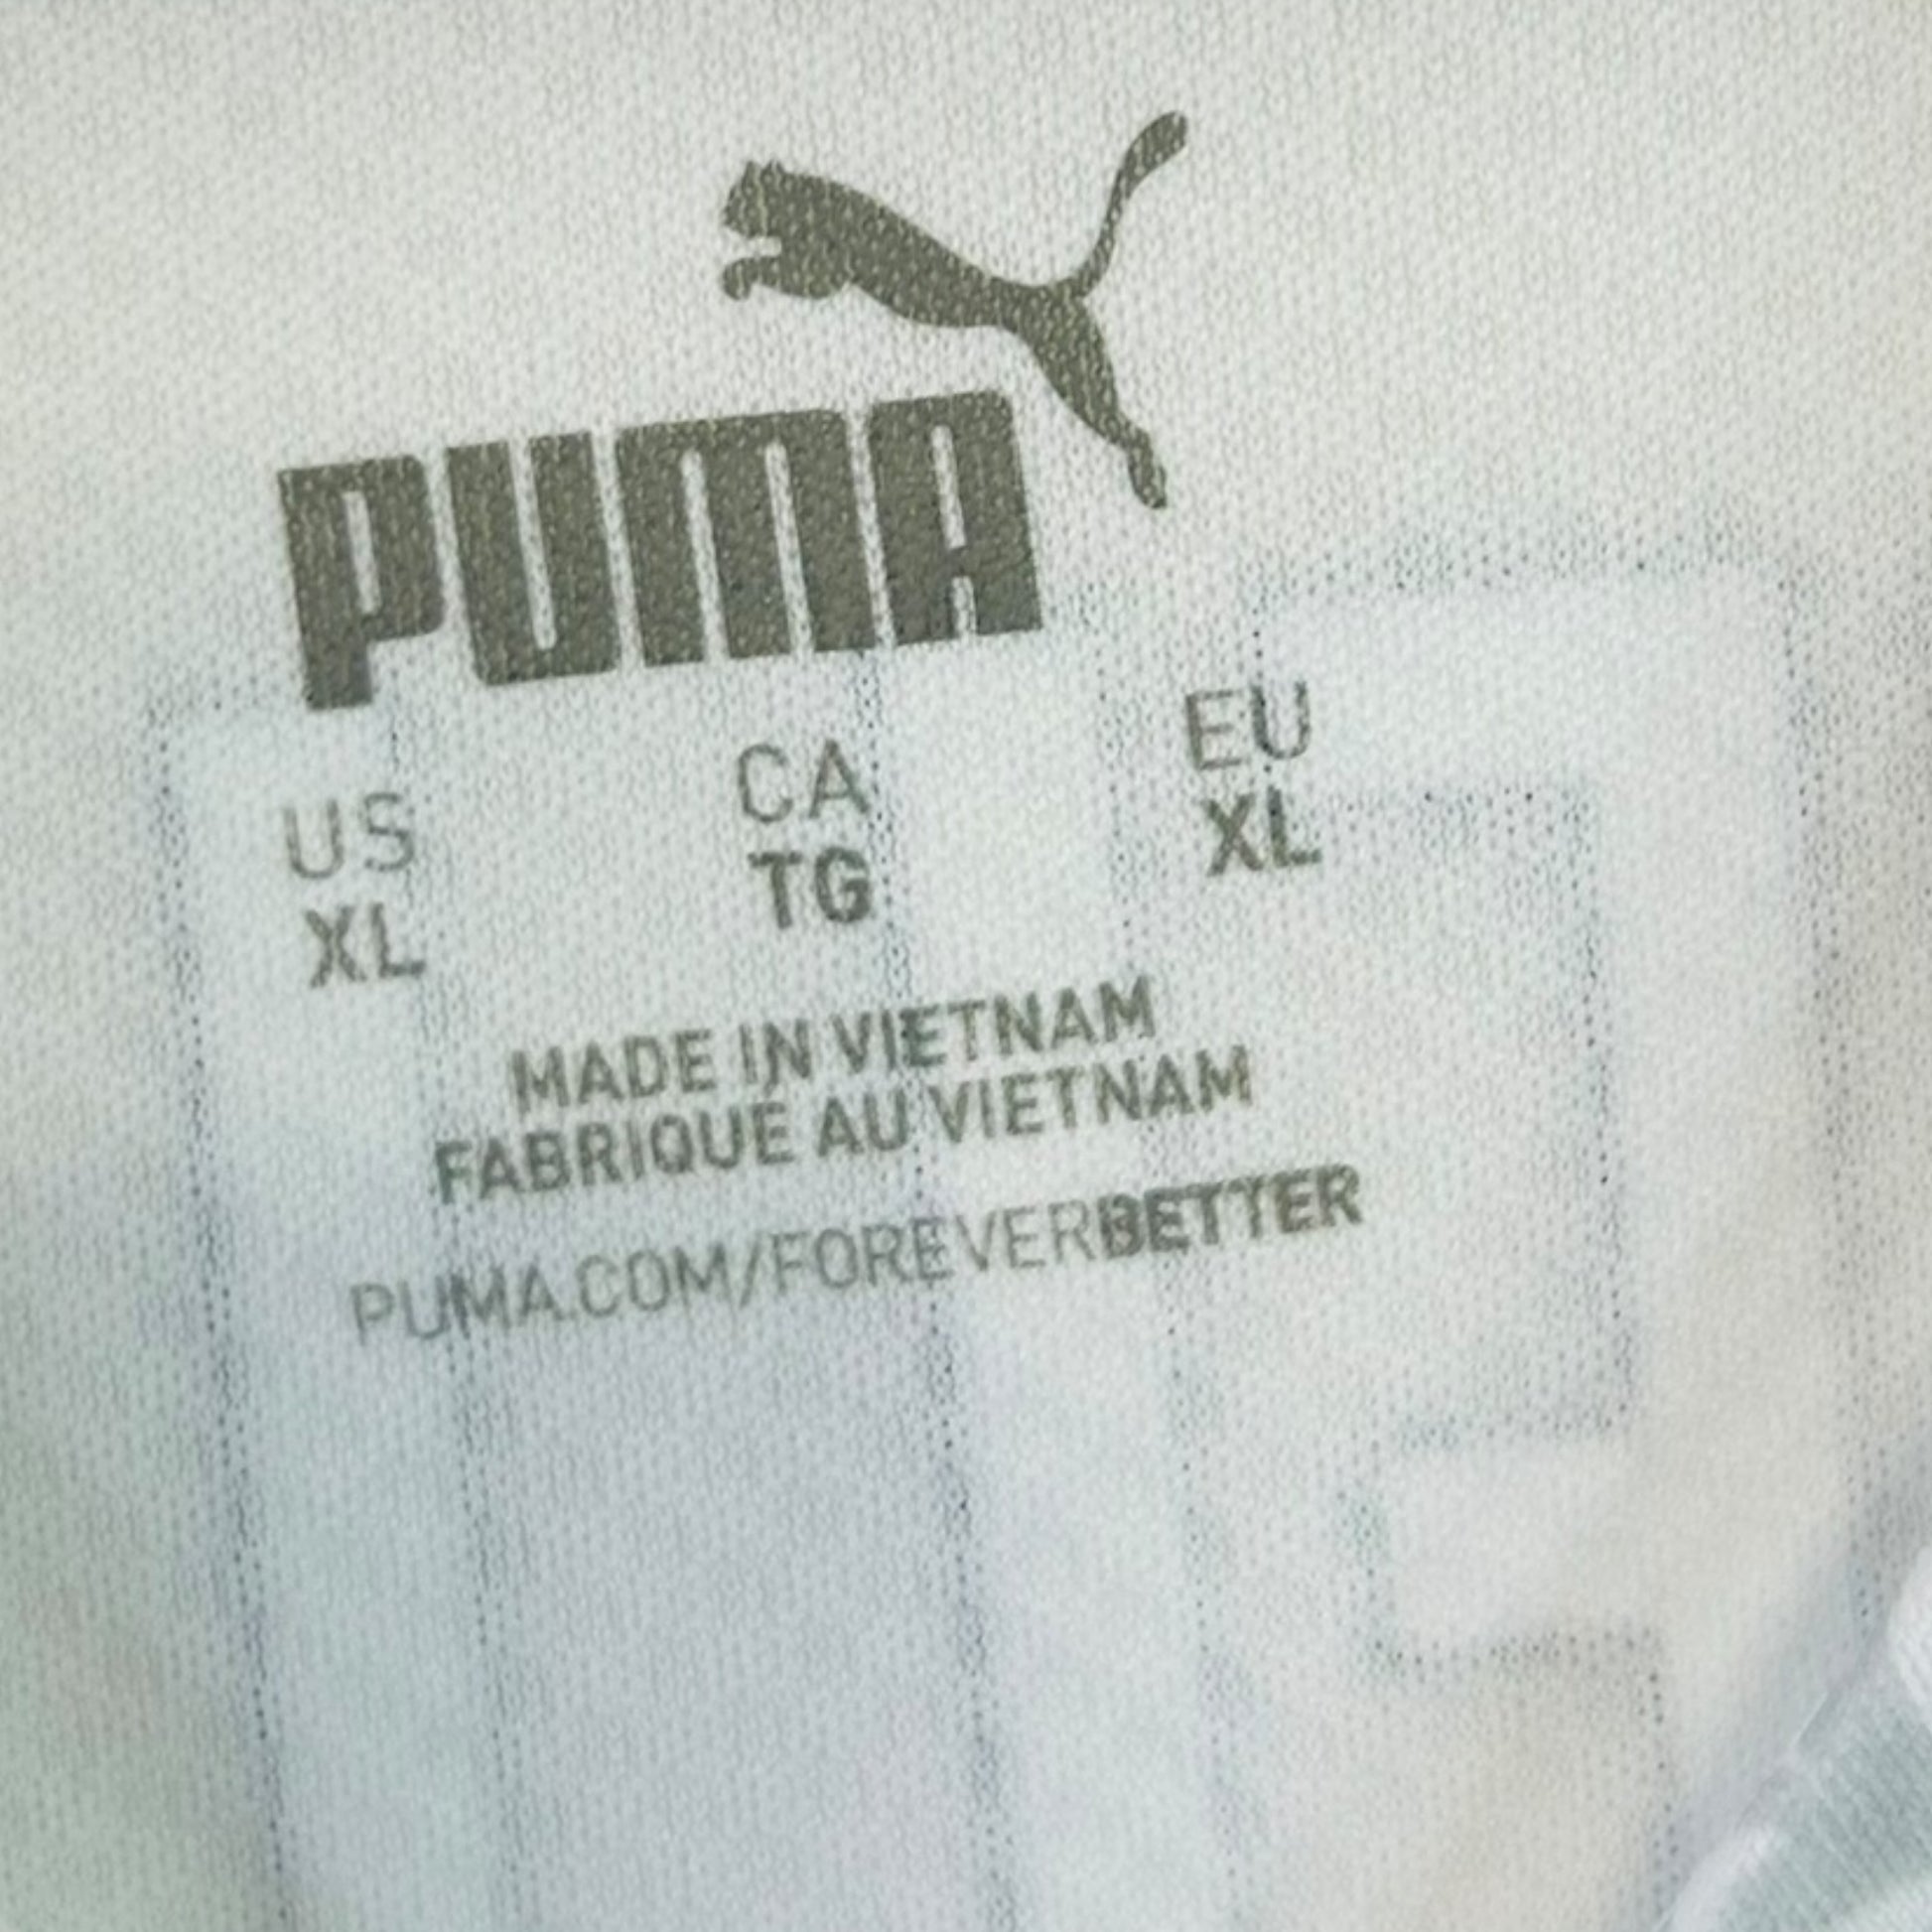 PUMA
US CA EU
XL TG XL
MADE IN VIETNAM
FABRIQUE AU VIETNAM
PUMA.COM/FOREVERBETTER